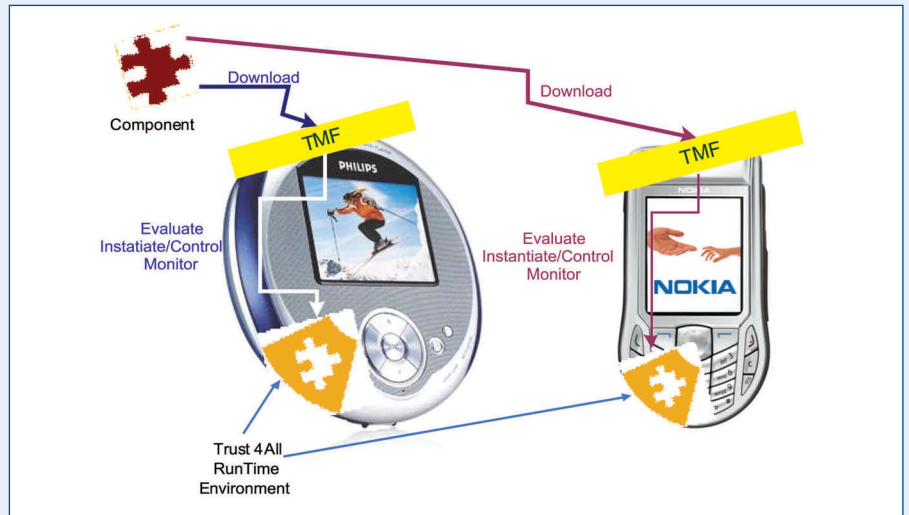 Download
Download
Component
TMF
TMF
PHILIPS
NOKIA
Evaluate
Instatiate/Control
Monitor
Evaluate
Instantiate/Control
Monitor
NOKIA
Trust 4All
RunTime
Environment